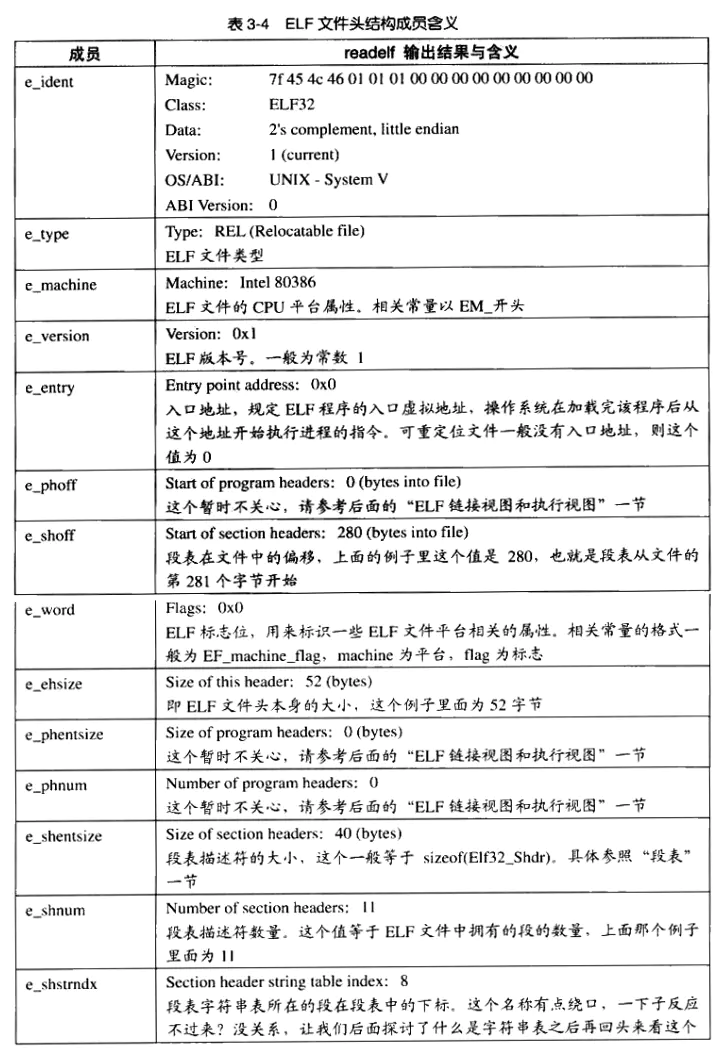 表 3-4 ELF 文件头结构成员含义
成员 readelf 输出结果与含义
e_ident Magic: 7f 45 4c 46 01 01 01 00 00 00 00 00 00 00 00 00
Class: ELF32
Data: 2's complement, little endian
Version: 1 (current)
OS/ABI: UNIX - System V
ABI Version: 0
e_type Type: REL (Relocatable file)
ELF 文件类型
e_machine Machine: Intel 80386
ELF 文件的 CPU 平台属性。相关常量以 EM_开头
e_version Version: 0x1
ELF 版本号。一般为常数 1
e_entry Entry point address: 0x0
入口地址，规定 ELF 程序的入口虚拟地址，操作系统在加载完该程序后从
这个地址开始执行进程的指令。可重定位文件一般没有入口地址，则这个
值为 0
e_phoff Start of program headers: 0 (bytes into file)
这个暂时不关心，请参考后面的“ELF 链接视图和执行视图”一节
e_shoff Start of section headers: 280 (bytes into file)
段表在文件中的偏移，上面的例子里这个值是 280，也就是段表从文件的
第 281 个字节开始
e_word Flags: 0x0
ELF 标志位，用来标识一些 ELF 文件平台相关的属性。相关常量的格式一
般为 EF_machine_flag，machine 为平台，flag 为标志
e_ehsize Size of this header: 52 (bytes)
即 ELF 文件头本身的大小，这个例子里面为 52 字节
e_phentsize Size of program headers: 0 (bytes)
这个暂时不关心，请参考后面的“ELF 链接视图和执行视图”一节
e_phnum Number of program headers: 0
这个暂时不关心，请参考后面的“ELF 链接视图和执行视图”一节
e_shentsize Size of section headers: 40 (bytes)
段表描述符的大小，这个一般等于 sizeof(Elf32_Shdr)。具体参照“段表”
一节
e_shnum Number of section headers: 11
段表描述符数量。这个值等于 ELF 文件中拥有的段的数量，上面那个例子
里面为 11
e_shstrndx Section header string table index: 8
段表字符串表所在的段在段表中的下标。这个名称有点绕口，一下子反应
不过来？没关系，让我们后面探讨了什么是字符串表之后再回头来看这个